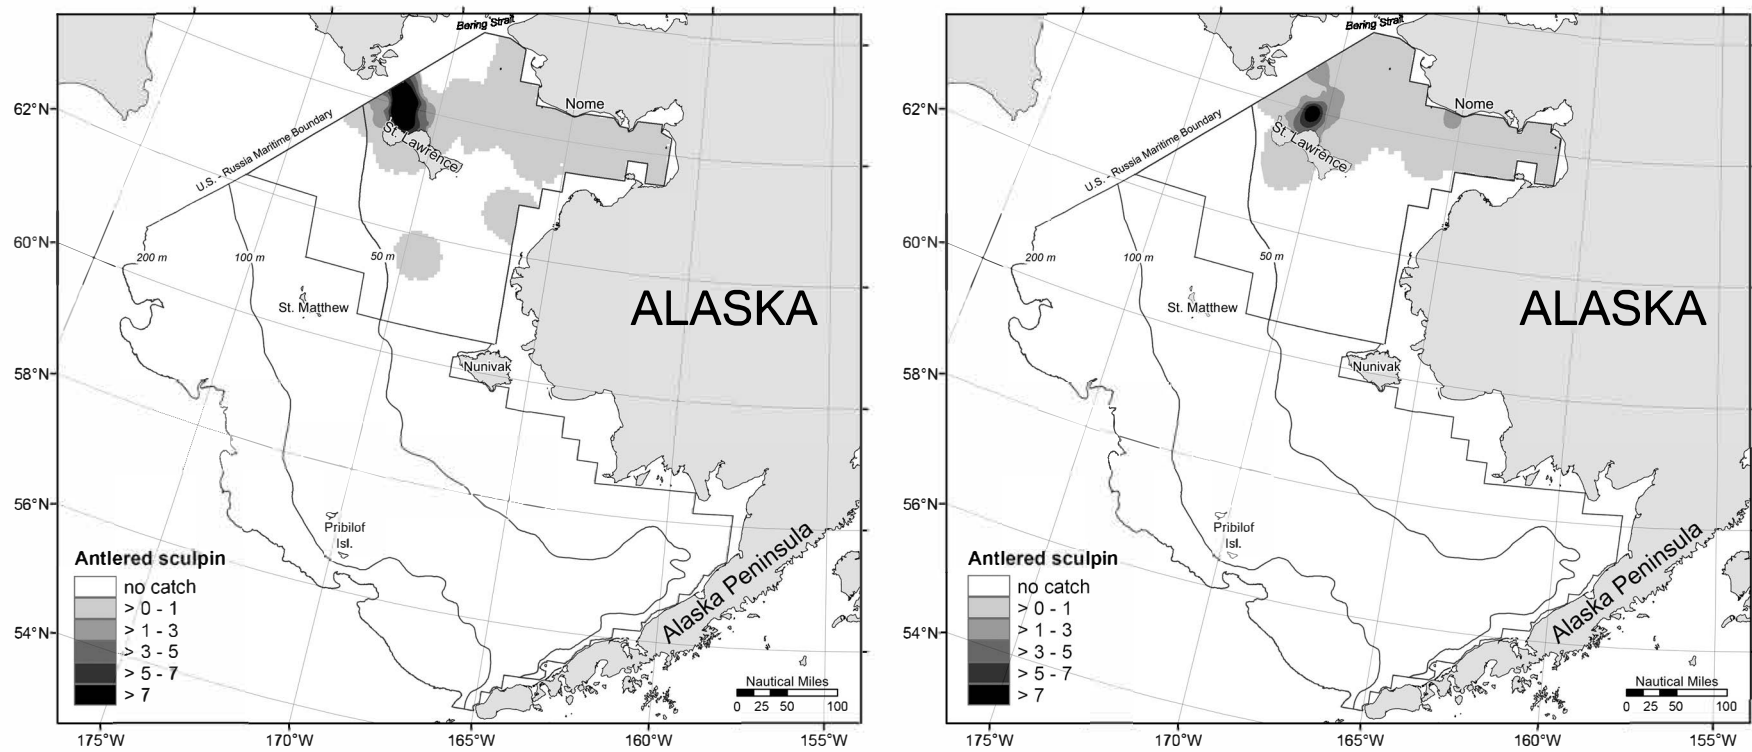 Bering Strait
62°N
Nome
U.S. - Russia Maritime Boundary
St. Lawrence
60°N
200 m
100 m
50 m
St. Matthew
ALASKA
58°N
Nunivak
56°N
Pribilof
Isl.
Alaska Peninsula
54°N
Antlered sculpin
no catch
> 0 - 1
> 1 - 3
> 3 - 5
> 5 - 7
> 7
Nautical Miles
0 25 50 100
175°W 170°W 165°W 160°W 155°W
Bering Strait
62°N
Nome
U.S. - Russia Maritime Boundary
St. Lawrence
60°N
200 m
100 m
50 m
St. Matthew
ALASKA
58°N
Nunivak
56°N
Pribilof
Isl.
Alaska Peninsula
54°N
Antlered sculpin
no catch
> 0 - 1
> 1 - 3
> 3 - 5
> 5 - 7
> 7
Nautical Miles
0 25 50 100
175°W 170°W 165°W 160°W 155°W